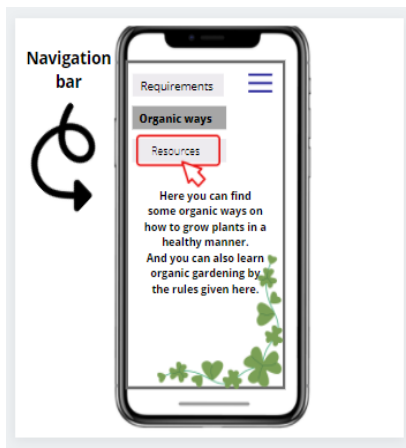 Navigation
bar
Requirements
Organic ways
Resources
Here you can find
some organic ways on
how to grow plants in a
healthy manner.
And you can also learn
organic gardening by
the rules given here.